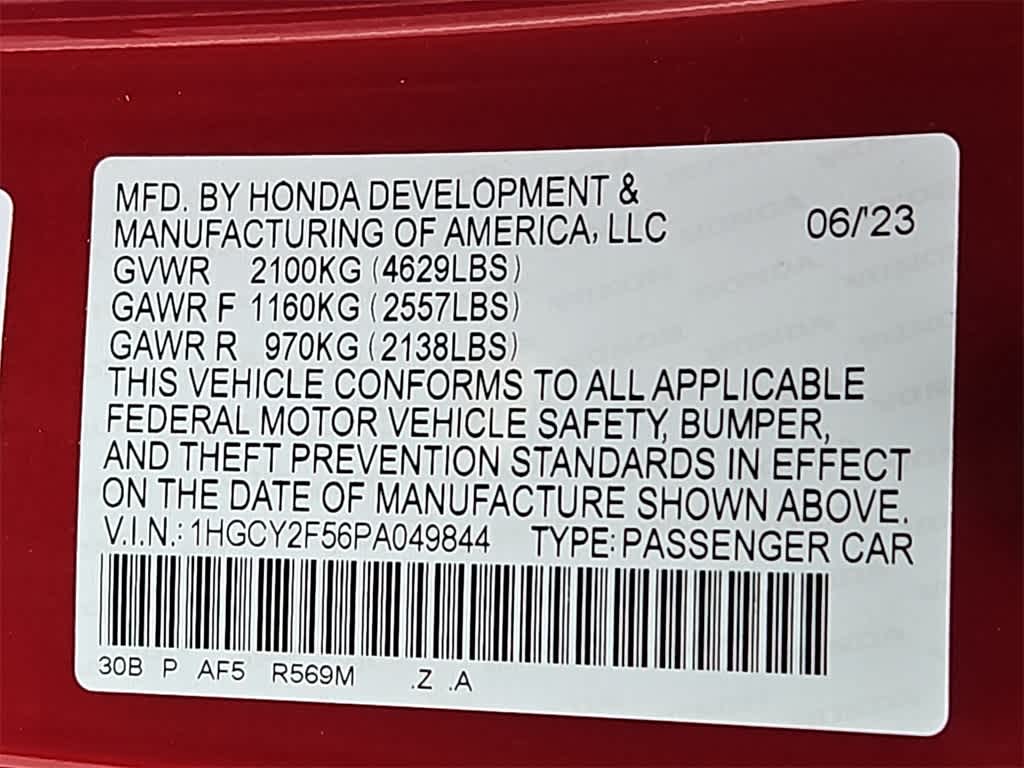 MFD. BY HONDA DEVELOPMENT &
MANUFACTURING OF AMERICA, LLC 06/'23
GVWR 2100KG (4629LBS)
GAWR F 1160KG (2557LBS)
GAWR R 970KG (2138LBS)
THIS VEHICLE CONFORMS TO ALL APPLICABLE
FEDERAL MOTOR VEHICLE SAFETY, BUMPER,
AND THEFT PREVENTION STANDARDS IN EFFECT
ON THE DATE OF MANUFACTURE SHOWN ABOVE.
V.I.N.: 1HGCY2F56PA049844 TYPE: PASSENGER CAR
30B P AF5 R569M .Z .A